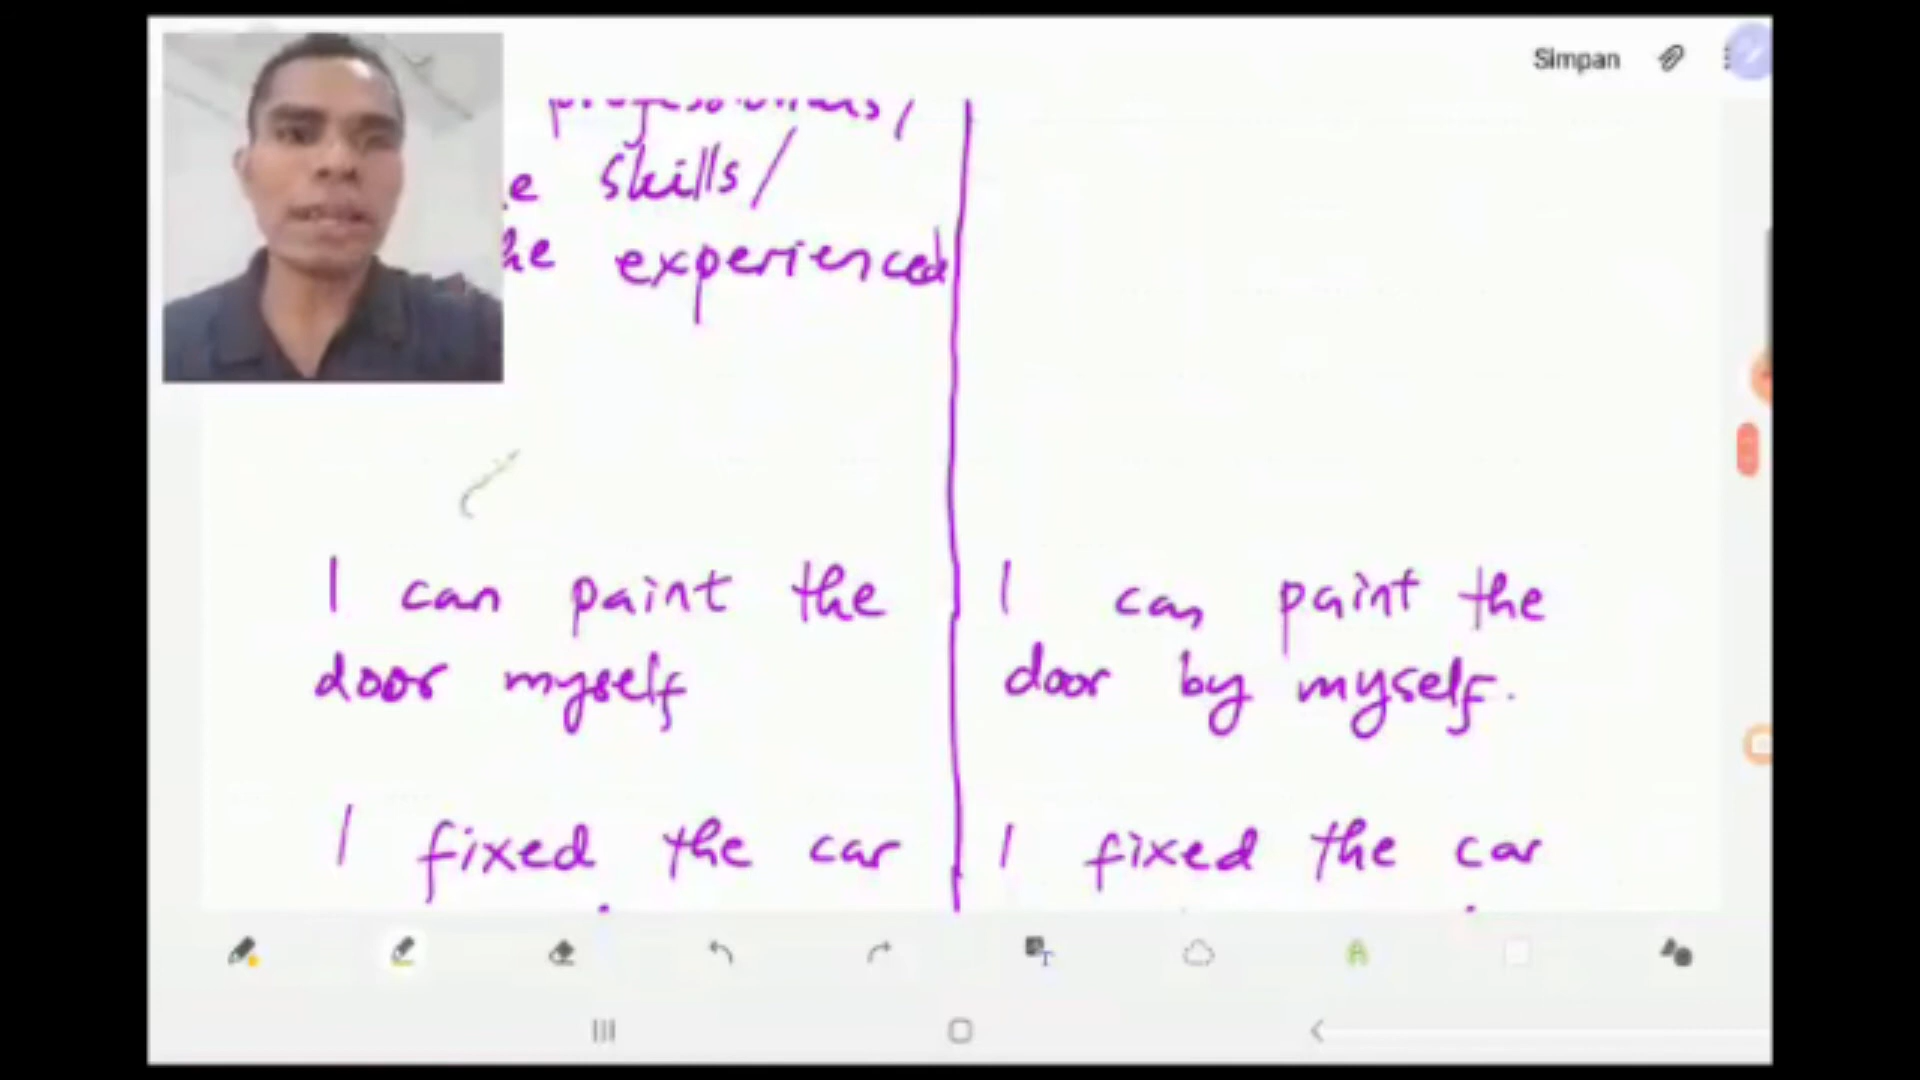 Simpan
skills/
experienced
I can paint the
door myself
I can paint the
door by myself.
I fixed the car
I fixed the car